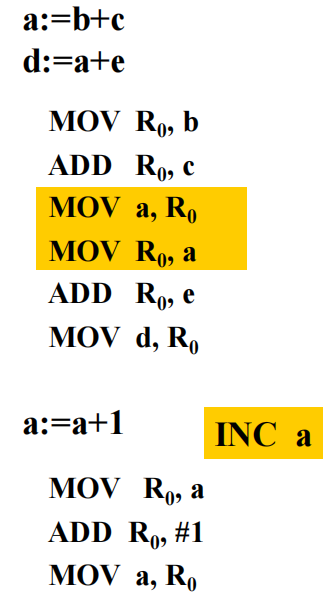 a:=b+c
d:=a+e
MOV R₀, b
ADD R₀, c
MOV a, R₀
MOV R₀, a
ADD R₀, e
MOV d, R₀
a:=a+1
INC a
MOV R₀, a
ADD R₀, #1
MOV a, R₀